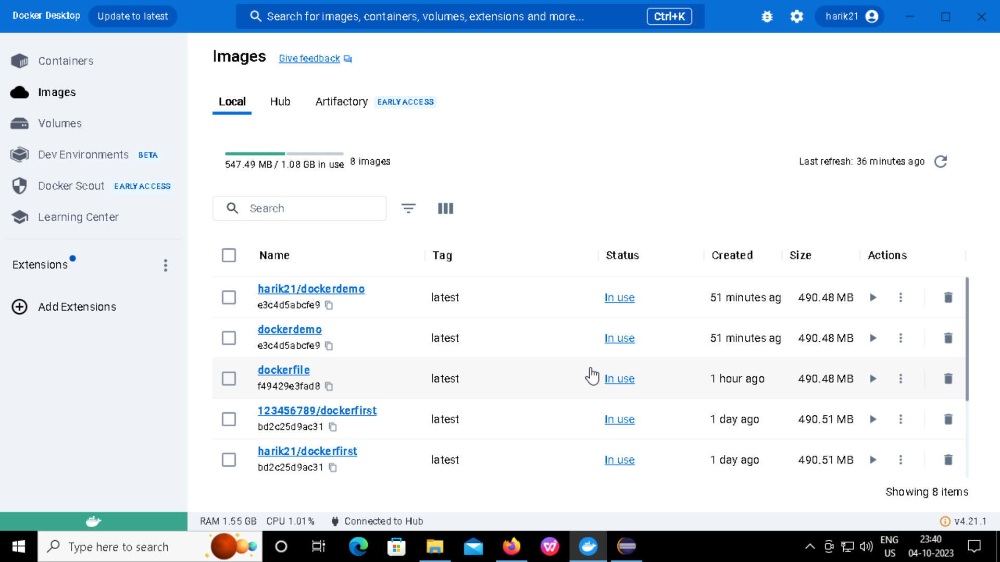 Docker Desktop
Update to latest
Search for images, containers, volumes, extensions and more...
Ctrl+K
harik21
Containers
Images
Volumes
Dev Environments BETA
Docker Scout EARLY ACCESS
Learning Center
Extensions
Add Extensions
Images Give feedback
Local Hub Artifactory EARLY ACCESS
547.49 MB / 1.08 GB in use 8 images
Last refresh: 36 minutes ago
Search
Name Tag Status Created Size Actions
harik21/dockerdemo
e3c4d5abcfe9
latest In use 51 minutes ag 490.48 MB
dockerdemo
e3c4d5abcfe9
latest In use 51 minutes ag 490.48 MB
dockerfile
f49429e3fad8
latest In use 1 hour ago 490.48 MB
123456789/dockerfirst
bd2c25d9ac31
latest In use 1 day ago 490.51 MB
harik21/dockerfirst
bd2c25d9ac31
latest In use 1 day ago 490.51 MB
Showing 8 items
RAM 1.55 GB CPU 1.01% Connected to Hub
v4.21.1
Type here to search
ENG
US
23:40
04-10-2023